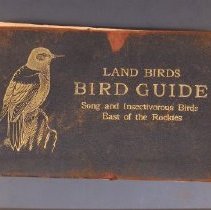 LAND BIRDS
BIRD GUIDE
Song and Insectivorous Birds
East of the Rockies